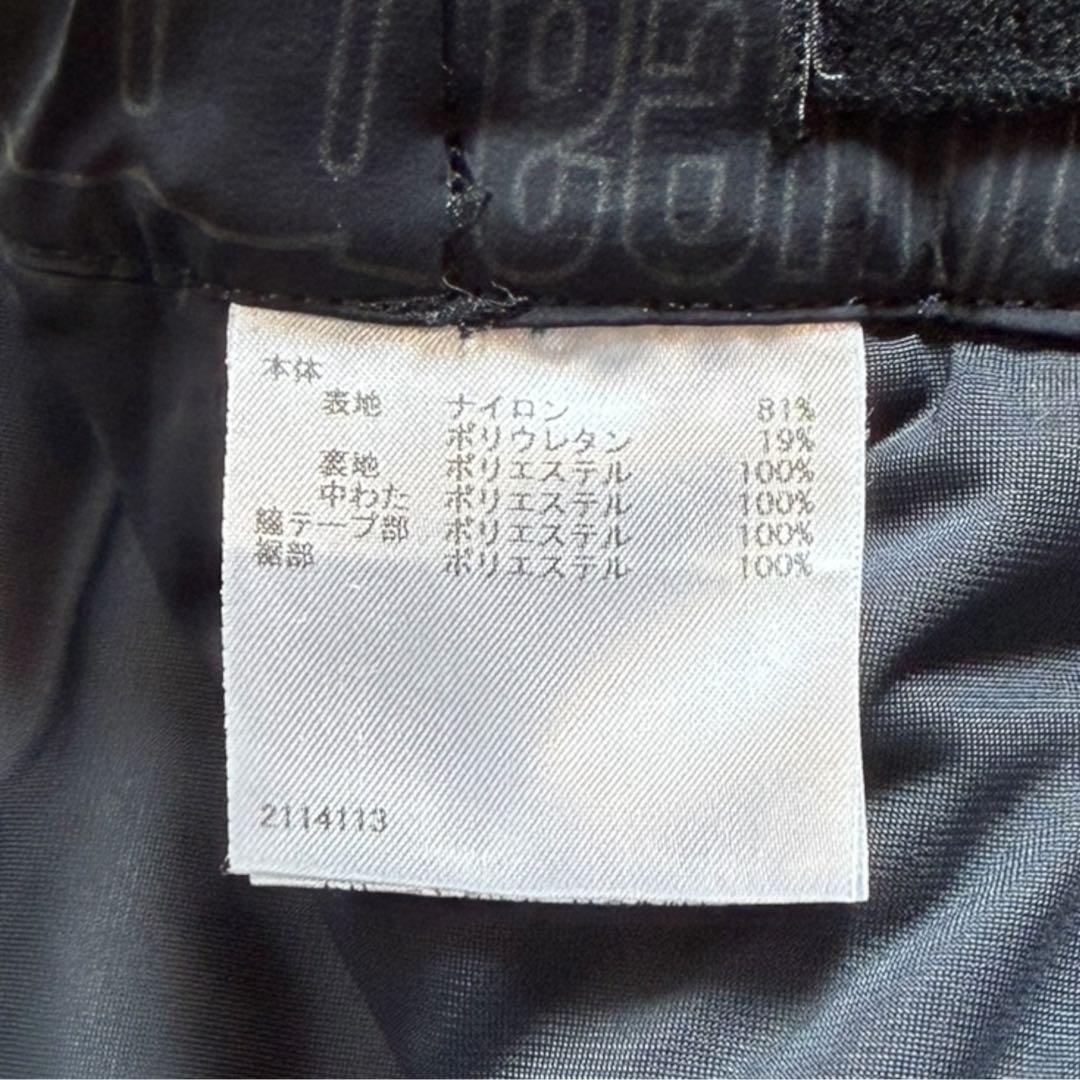 本体
表地 ナイロン 81%
ポリウレタン 19%
裏地 ポリエステル 100%
中わた ポリエステル 100%
縫テープ部 ポリエステル 100%
裾部 ポリエステル 100%
2114113